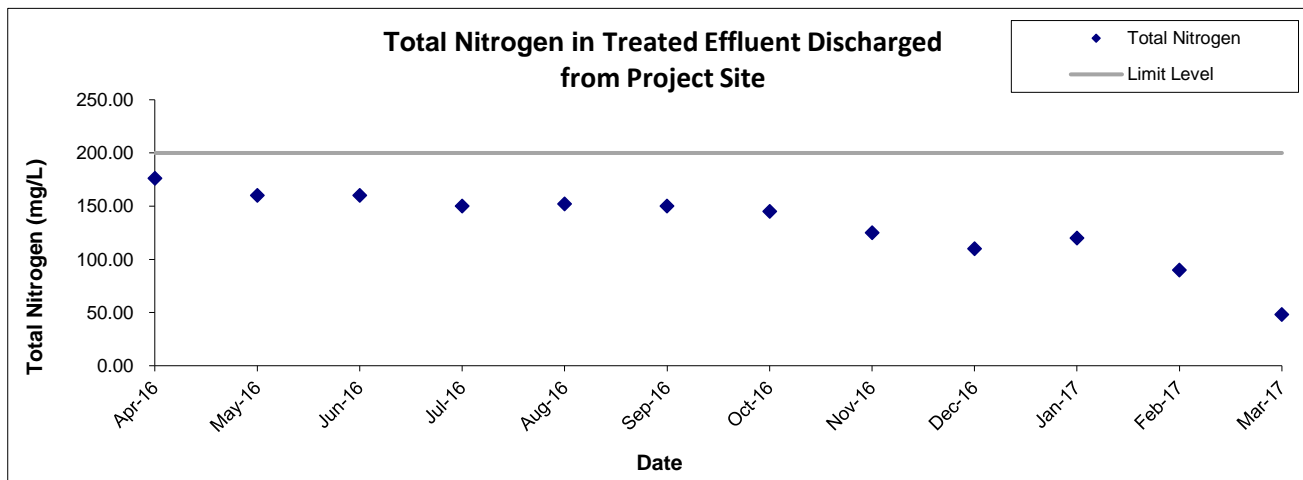 Total Nitrogen in Treated Effluent Discharged
from Project Site
Total Nitrogen
Limit Level
Total Nitrogen (mg/L)
250.00
200.00
150.00
100.00
50.00
0.00
Apr-16
May-16
Jun-16
Jul-16
Aug-16
Sep-16
Oct-16
Nov-16
Dec-16
Jan-17
Feb-17
Mar-17
Date